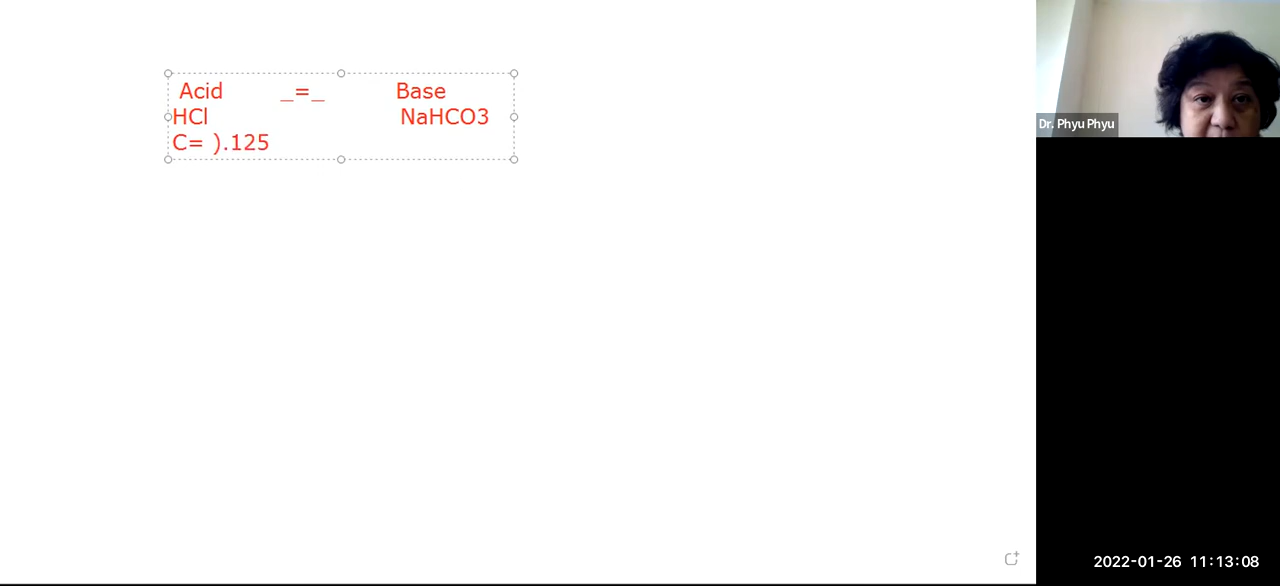 Acid _=_ Base
HCl NaHCO3
C= ).125
Dr. Phyu Phyu
2022-01-26 11:13:08